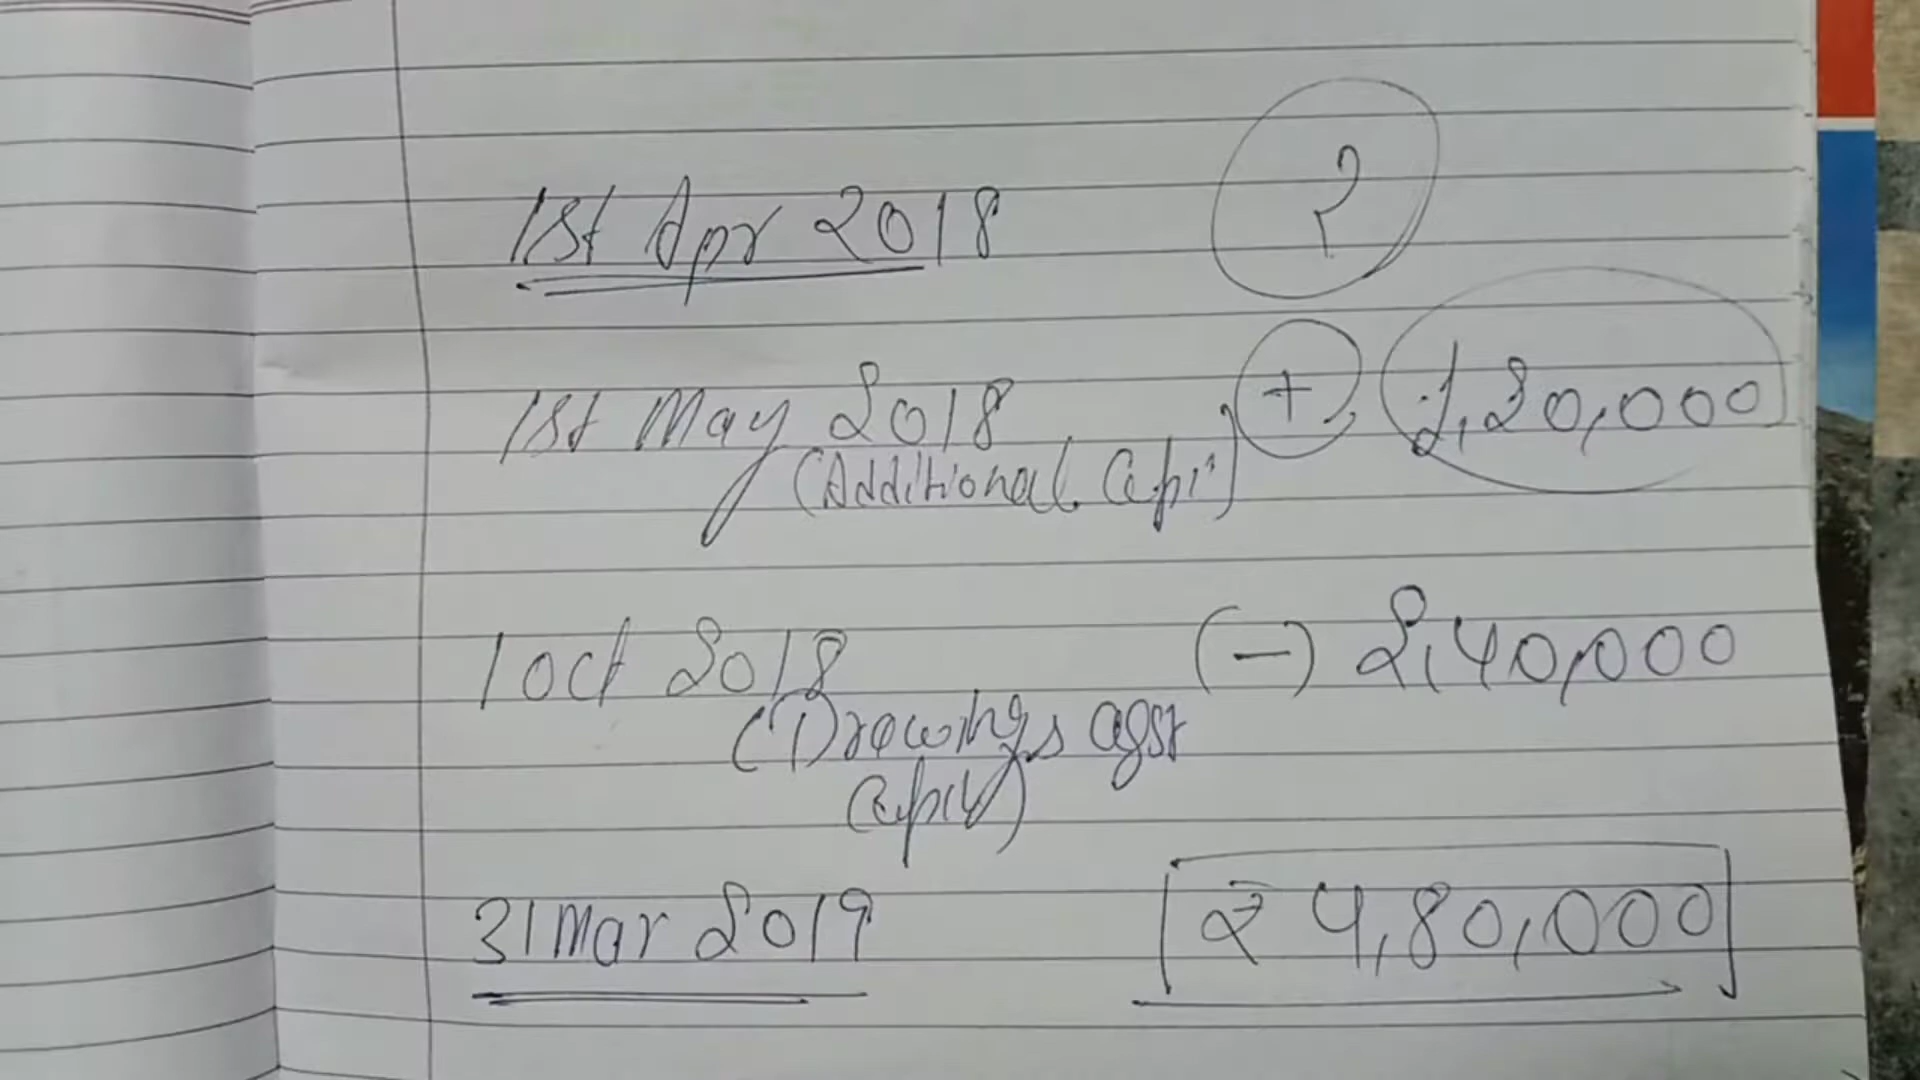 1st Apr 2018 ?
1st May 2018 + 1,20,000
(Additional Capi)
1 Oct 2018 (-) 2,40,000
(Drawings agst
Capital)
31 Mar 2019 ₹ 4,80,000